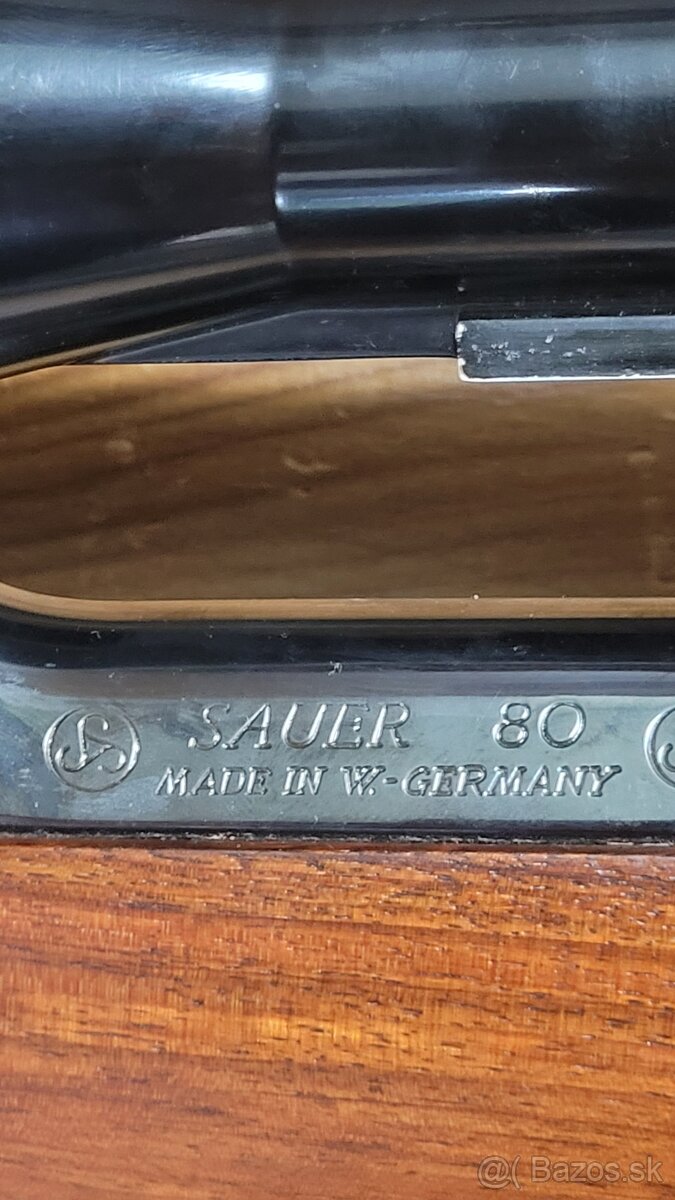 SAUER 80
MADE IN W.-GERMANY
@( Bazos.sk